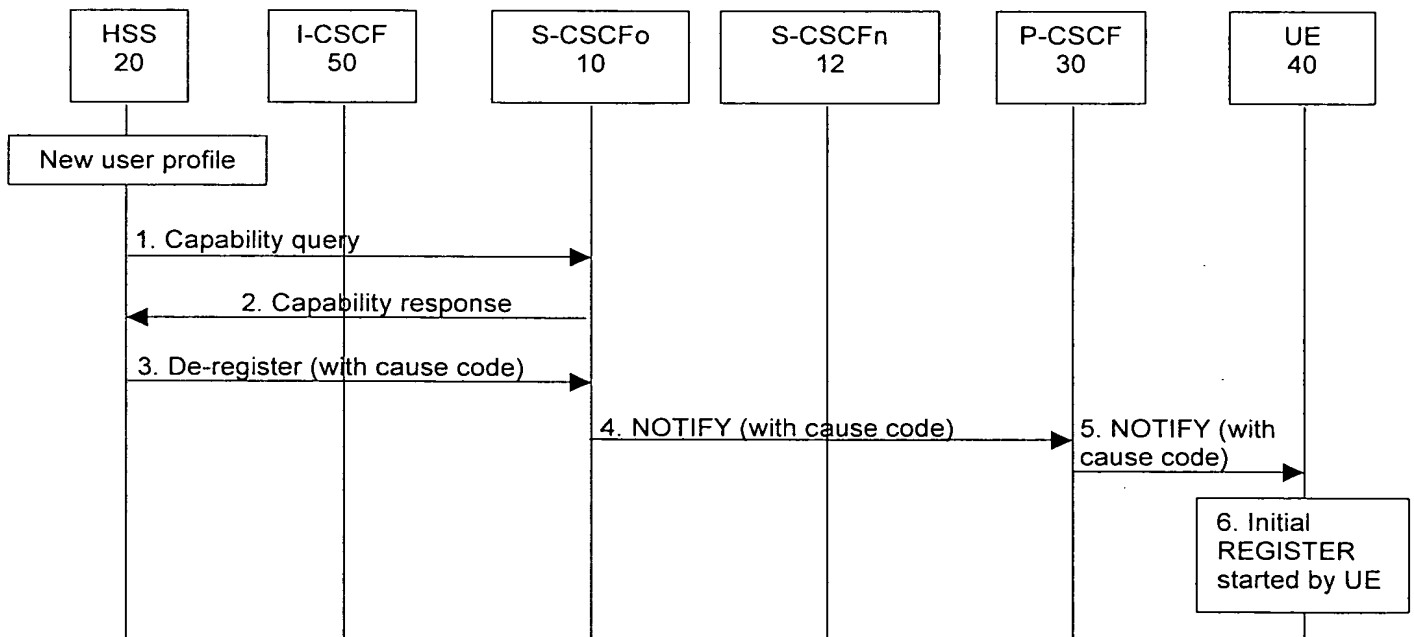 HSS
20
I-CSCF
50
S-CSCFo
10
S-CSCFn
12
P-CSCF
30
UE
40
New user profile
1. Capability query
2. Capability response
3. De-register (with cause code)
4. NOTIFY (with cause code)
5. NOTIFY (with
cause code)
6. Initial
REGISTER
started by UE